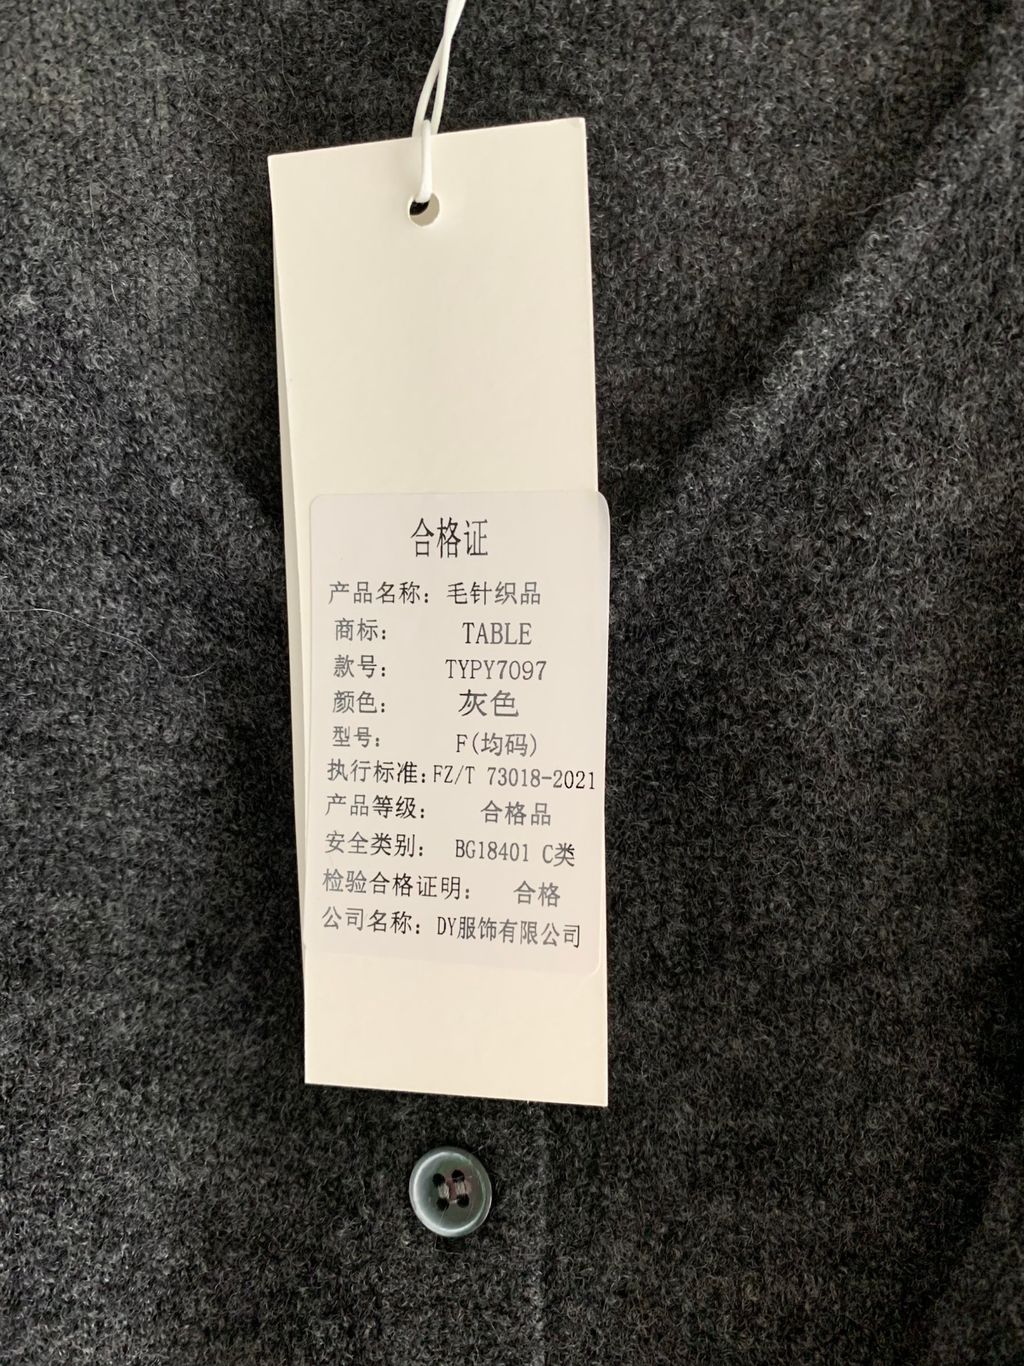 合格证
产品名称：毛针织品
商标： TABLE
款号： TYPY7097
颜色： 灰色
型号： F(均码)
执行标准：FZ/T 73018-2021
产品等级： 合格品
安全类别： BG18401 C类
检验合格证明： 合格
公司名称：DY服饰有限公司